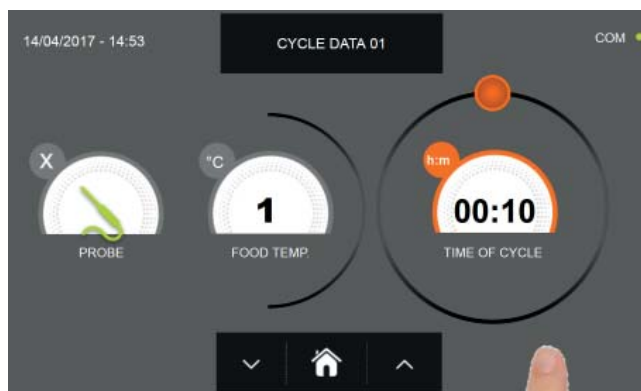 14/04/2017 - 14:53
CYCLE DATA 01
COM
X
°C
h:m
1
00:10
PROBE
FOOD TEMP.
TIME OF CYCLE